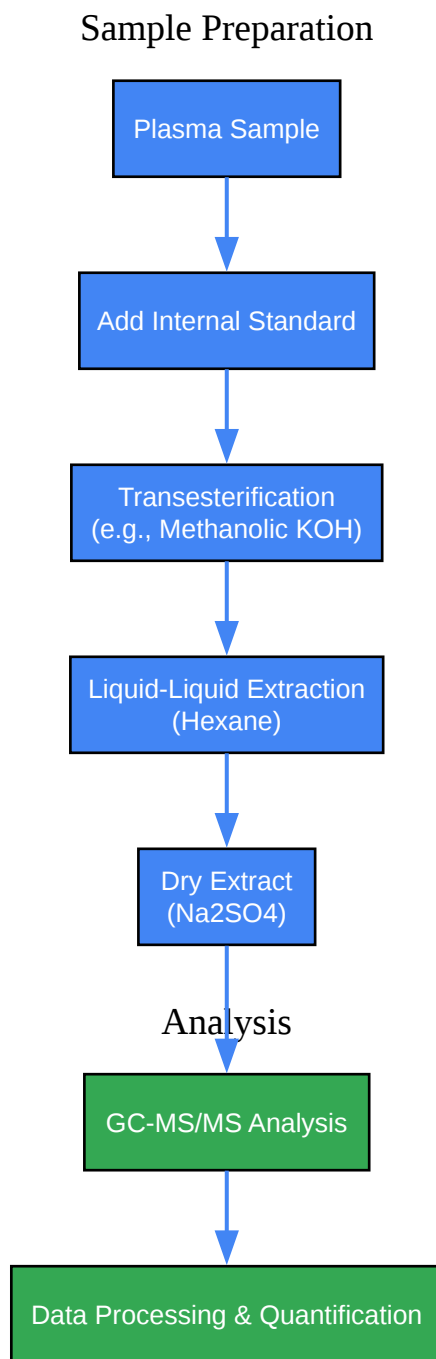 Sample Preparation
Plasma Sample
Add Internal Standard
Transesterification
(e.g., Methanolic KOH)
Liquid-Liquid Extraction
(Hexane)
Dry Extract
(Na2SO4)
Analysis
GC-MS/MS Analysis
Data Processing & Quantification